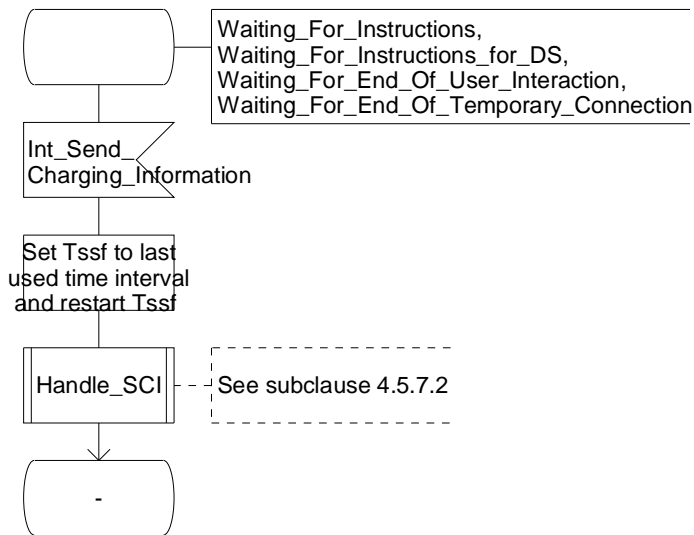 Waiting_For_Instructions,
Waiting_For_Instructions_for_DS,
Waiting_For_End_Of_User_Interaction,
Waiting_For_End_Of_Temporary_Connection
Int_Send_
Charging_Information
Set Tssf to last
used time interval
and restart Tssf
Handle_SCI
See subclause 4.5.7.2
-